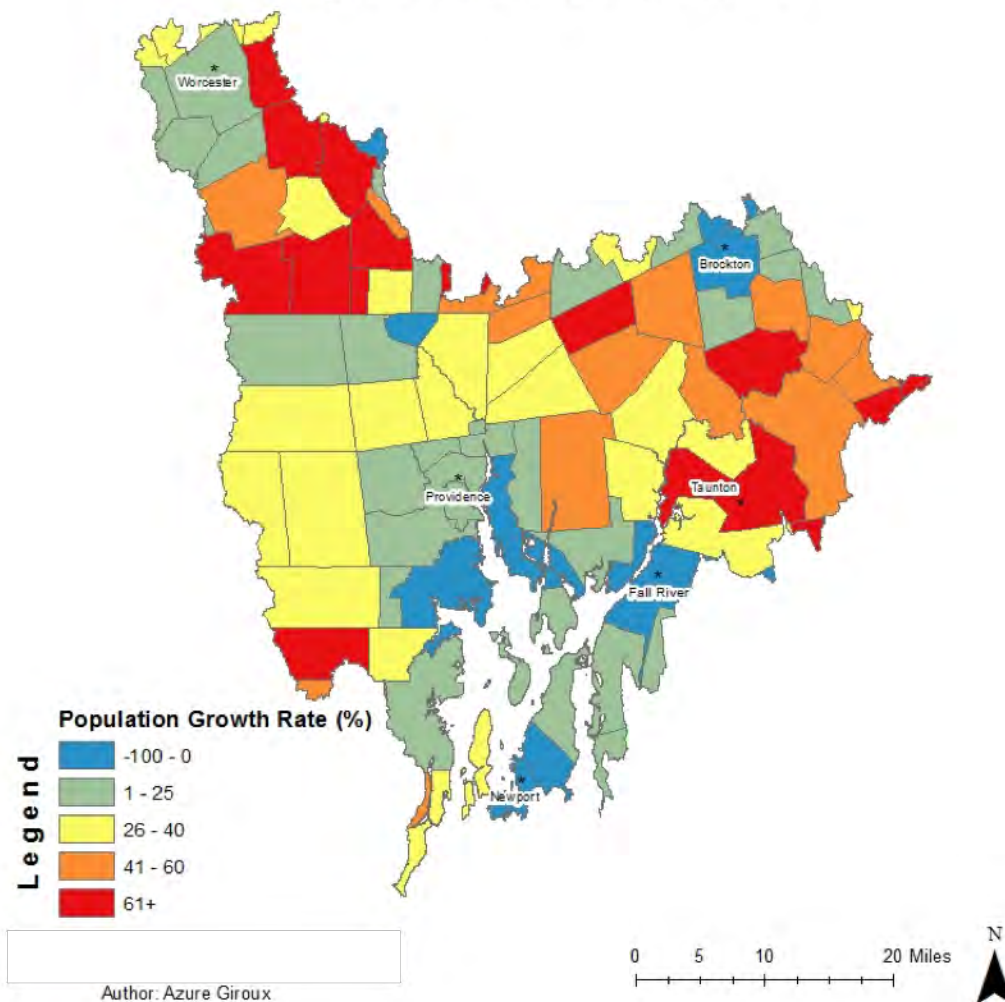 Worcester
Brockton
Taunton
Providence
Fall River
Newport
Population Growth Rate (%)
Legend
-100 - 0
1 - 25
26 - 40
41 - 60
61+
Author: Azure Giroux
0 5 10 20 Miles
N